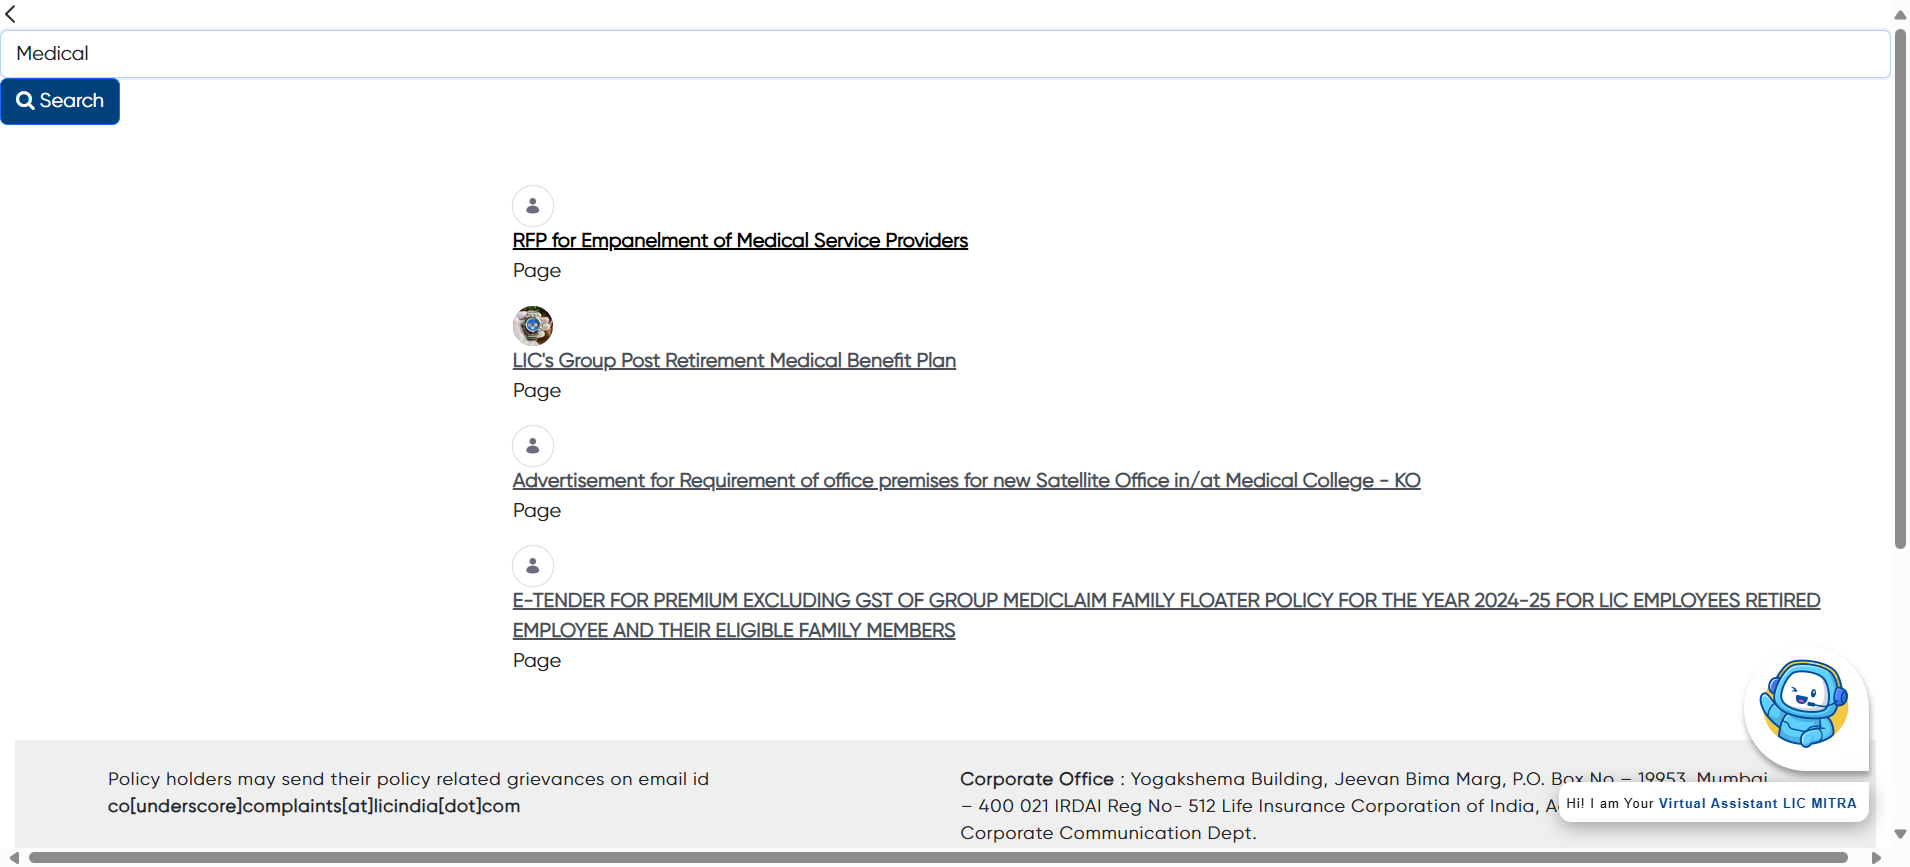 Medical
Search
RFP for Empanelment of Medical Service Providers
Page
LIC's Group Post Retirement Medical Benefit Plan
Page
Advertisement for Requirement of office premises for new Satellite Office in/at Medical College - KO
Page
E-TENDER FOR PREMIUM EXCLUDING GST OF GROUP MEDICLAIM FAMILY FLOATER POLICY FOR THE YEAR 2024-25 FOR LIC EMPLOYEES RETIRED
EMPLOYEE AND THEIR ELIGIBLE FAMILY MEMBERS
Page
Policy holders may send their policy related grievances on email id
co[underscore]complaints[at]licindia[dot]com
Corporate Office : Yogakshema Building, Jeevan Bima Marg, P.O. Box No – 19953, Mumbai
– 400 021 IRDAI Reg No- 512 Life Insurance Corporation of India,
Corporate Communication Dept.
Hi! I am Your Virtual Assistant LIC MITRA